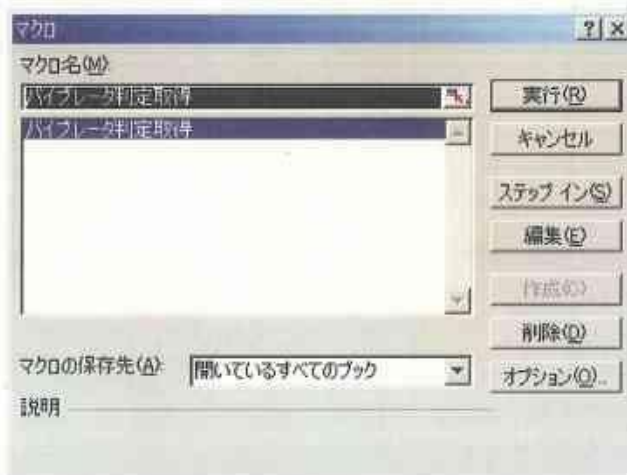 マクロ
マクロ名(M)
バイブレータ判定取得
バイブレータ判定取得
実行(R)
キャンセル
ステップ イン(S)
編集(E)
作成(C)
削除(D)
マクロの保存先(A):
開いているすべてのブック
オプション(O)...
説明